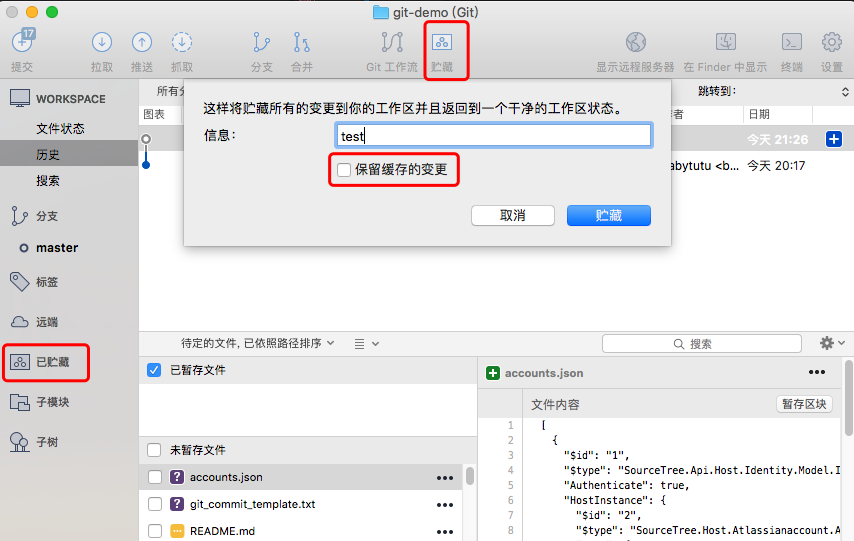 git-demo (Git)
17
提交 拉取 推送 抓取 分支 合并 Git 工作流 贮藏 显示远程服务器 在 Finder 中显示 终端 设置
WORKSPACE
文件状态
历史
搜索
分支
master
标签
远端
已贮藏
子模块
子树
所有分
跳转到:
图表
者 日期
今天 21:26
abytutu <b... 今天 20:17
这样将贮藏所有的变更到你的工作区并且返回到一个干净的工作区状态。
信息: test
保留缓存的变更
取消 贮藏
待定的文件, 已依照路径排序
搜索
已暂存文件
未暂存文件
accounts.json
git_commit_template.txt
README.md
accounts.json
文件内容 暂存区块
1 [
2 {
3 "$id": "1",
4 "$type": "SourceTree.Api.Host.Identity.Model.I
5 "Authenticate": true,
6 "HostInstance": {
7 "$id": "2",
8 "$type": "SourceTree.Host.Atlassianaccount.A